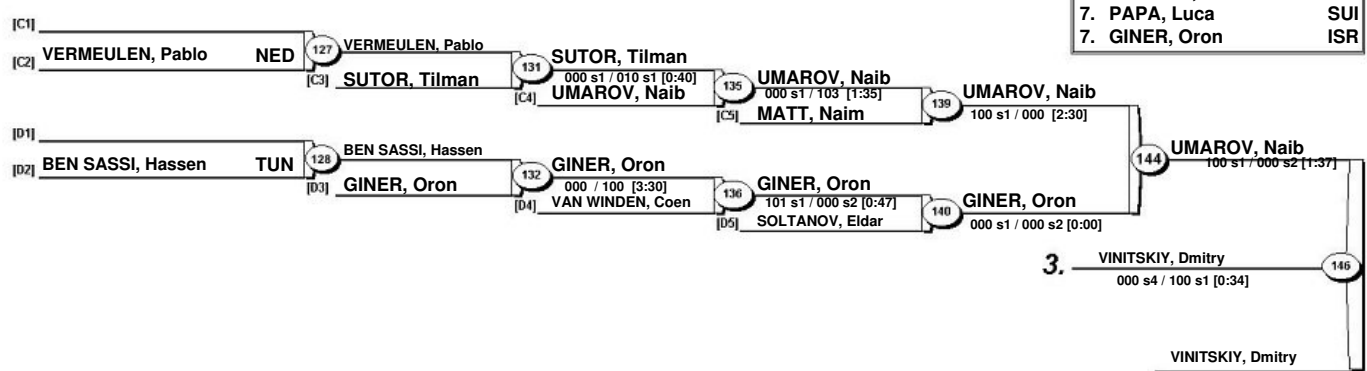 7. PAPA, Luca SUI
7. GINER, Oron ISR
[C1]
[C2] VERMEULEN, Pablo NED
127
VERMEULEN, Pablo
[C3] SUTOR, Tilman
131
SUTOR, Tilman
000 s1 / 010 s1 [0:40]
[C4] UMAROV, Naib
135
UMAROV, Naib
000 s1 / 103 [1:35]
[C5] MATT, Naim
139
UMAROV, Naib
100 s1 / 000 [2:30]
[D1]
[D2] BEN SASSI, Hassen TUN
128
BEN SASSI, Hassen
[D3] GINER, Oron
132
GINER, Oron
000 / 100 [3:30]
[D4] VAN WINDEN, Coen
136
GINER, Oron
101 s1 / 000 s2 [0:47]
[D5] SOLTANOV, Eldar
140
GINER, Oron
000 s1 / 000 s2 [0:00]
144
UMAROV, Naib
100 s1 / 000 s2 [1:37]
3. VINITSKIY, Dmitry
000 s4 / 100 s1 [0:34]
146
VINITSKIY, Dmitry